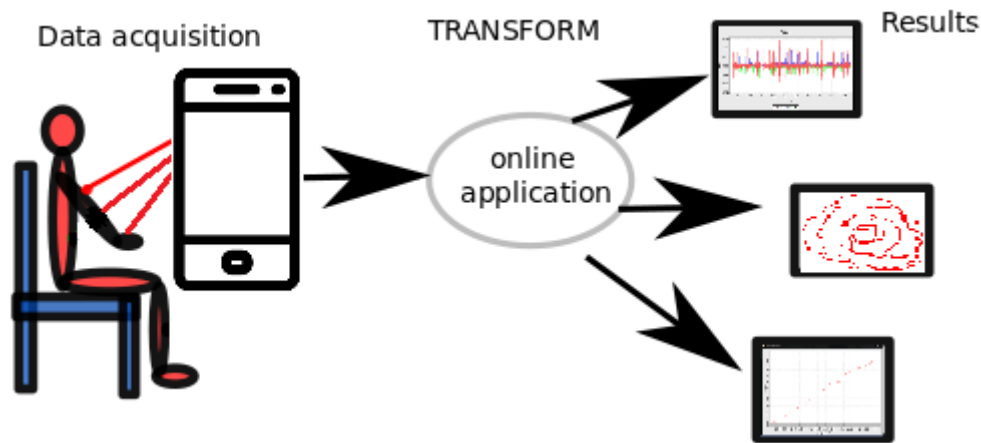 Data acquisition
TRANSFORM
Results
online
application